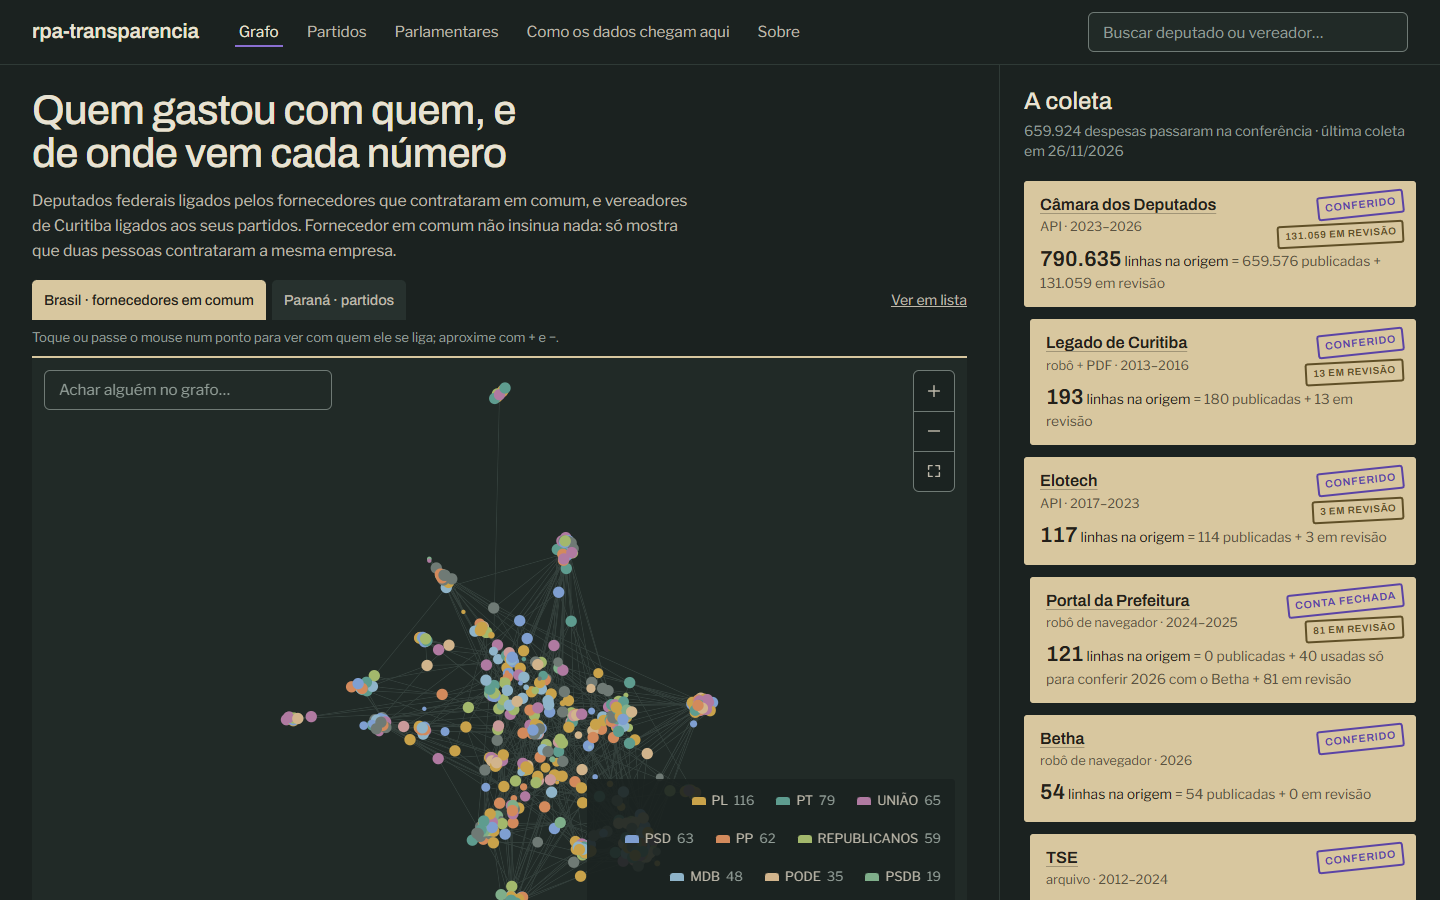 rpa-transparencia
Grafo
Partidos
Parlamentares
Como os dados chegam aqui
Sobre
Buscar deputado ou vereador...
Quem gastou com quem, e
de onde vem cada número
Deputados federais ligados pelos fornecedores que contrataram em comum, e vereadores
de Curitiba ligados aos seus partidos. Fornecedor em comum não insinua nada: só mostra
que duas pessoas contrataram a mesma empresa.
Brasil · fornecedores em comum
Paraná · partidos
Ver em lista
Toque ou passe o mouse num ponto para ver com quem ele se liga; aproxime com + e −.
Achar alguém no grafo...
+
−
PL 116
PT 79
UNIÃO 65
PSD 63
PP 62
REPUBLICANOS 59
MDB 48
PODE 35
PSDB 19
A coleta
659.924 despesas passaram na conferência · última coleta
em 26/11/2026
Câmara dos Deputados
CONFERIDO
API · 2023–2026
131.059 EM REVISÃO
790.635 linhas na origem = 659.576 publicadas +
131.059 em revisão
Legado de Curitiba
CONFERIDO
robô + PDF · 2013–2016
13 EM REVISÃO
193 linhas na origem = 180 publicadas + 13 em
revisão
Elotech
CONFERIDO
API · 2017–2023
3 EM REVISÃO
117 linhas na origem = 114 publicadas + 3 em revisão
Portal da Prefeitura
CONTA FECHADA
robô de navegador · 2024–2025
81 EM REVISÃO
121 linhas na origem = 0 publicadas + 40 usadas só
para conferir 2026 com o Betha + 81 em revisão
Betha
CONFERIDO
robô de navegador · 2026
54 linhas na origem = 54 publicadas + 0 em revisão
TSE
CONFERIDO
arquivo · 2012–2024